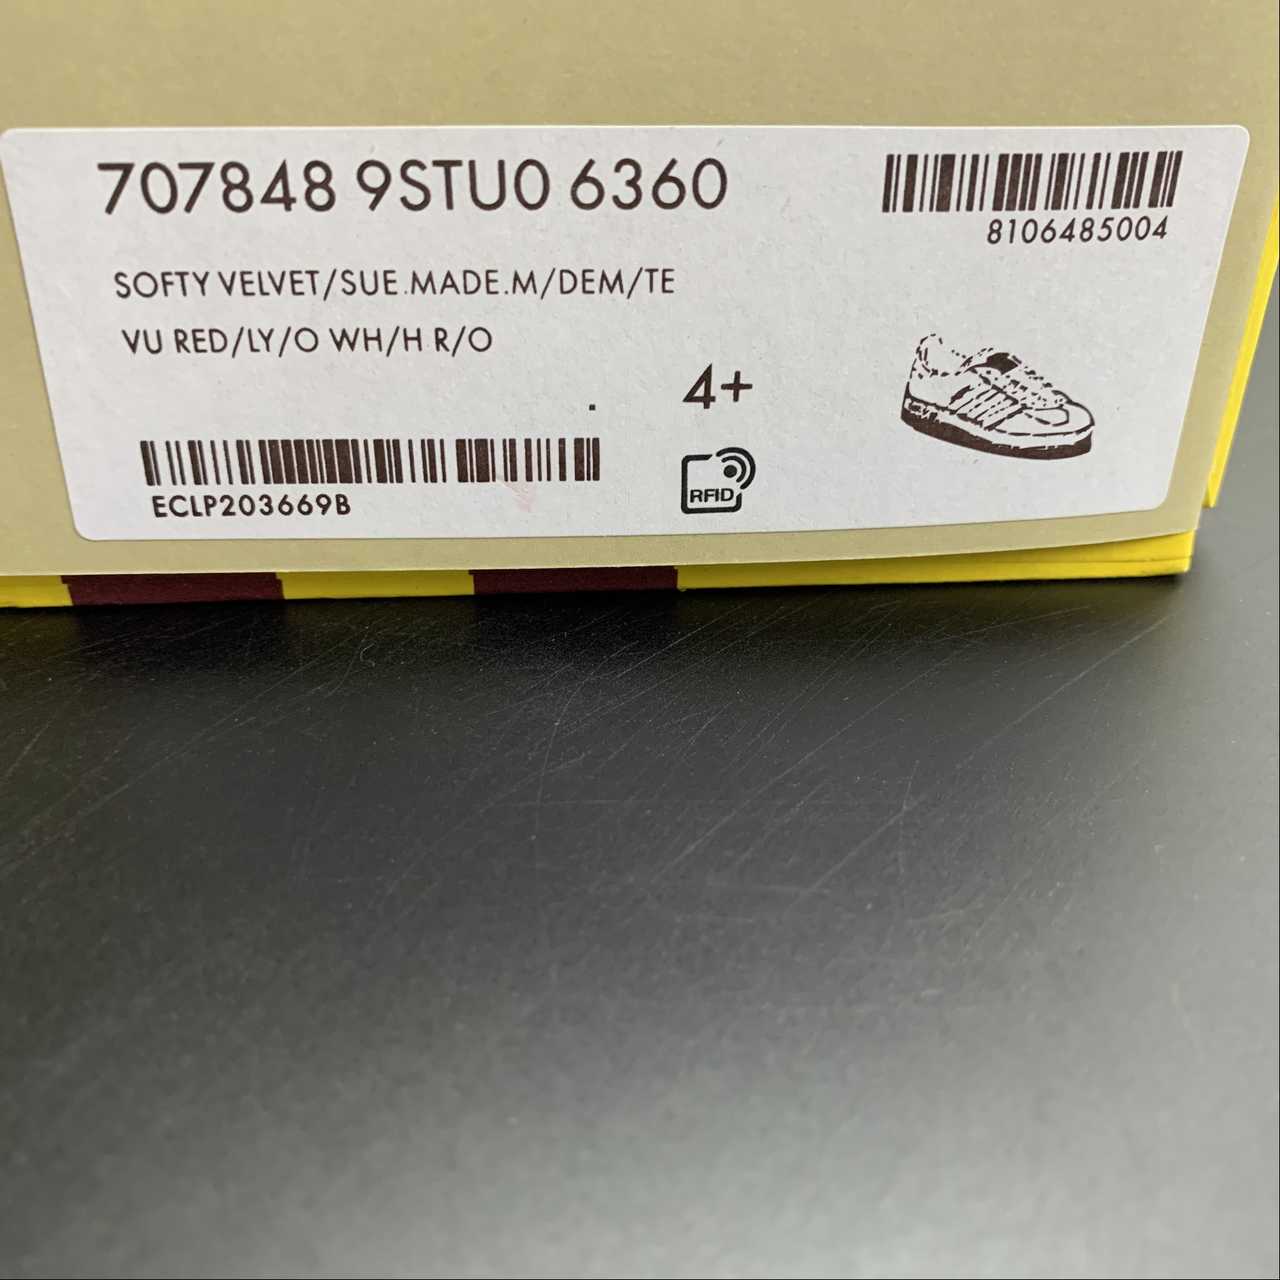 707848 9STU0 6360
8106485004
SOFTY VELVET/SUE.MADE.M/DEM/TE
VU RED/LY/O WH/H R/O
4+
ECLP203669B
RFID